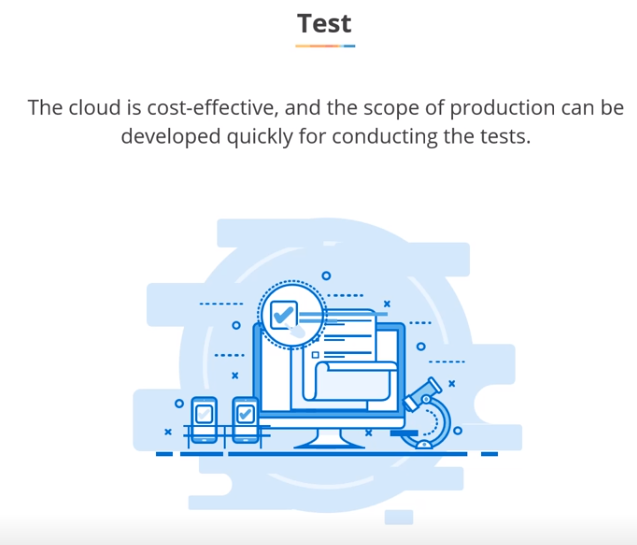 Test
The cloud is cost-effective, and the scope of production can be
developed quickly for conducting the tests.